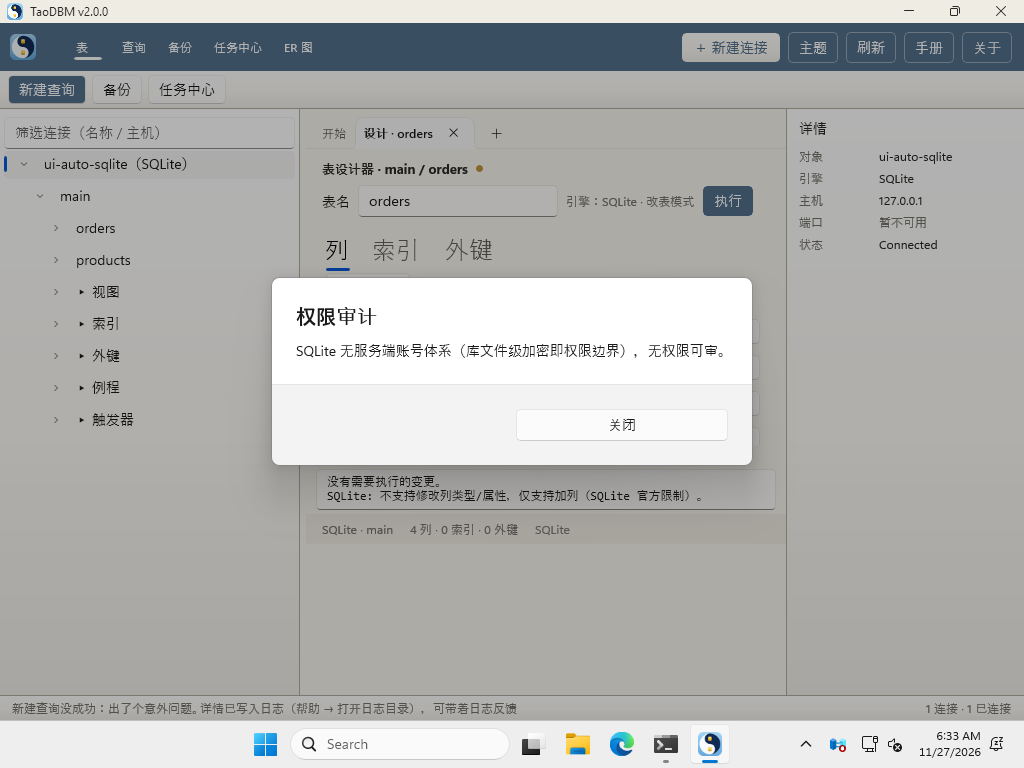 TaoDBM v2.0.0
表 查询 备份 任务中心 ER 图
+ 新建连接 主题 刷新 手册 关于
新建查询 备份 任务中心
筛选连接（名称 / 主机）
ui-auto-sqlite（SQLite）
main
orders
products
视图
索引
外键
例程
触发器
开始 设计 · orders
表设计器 · main / orders
表名 orders 引擎：SQLite · 改表模式 执行
列 索引 外键
权限审计
SQLite 无服务端账号体系（库文件级加密即权限边界），无权限可审。
关闭
没有需要执行的变更。
SQLite: 不支持修改列类型/属性，仅支持加列（SQLite 官方限制）。
SQLite · main 4 列 · 0 索引 · 0 外键 SQLite
详情
对象 ui-auto-sqlite
引擎 SQLite
主机 127.0.0.1
端口 暂不可用
状态 Connected
新建查询没成功：出了个意外问题。详情已写入日志（帮助 → 打开日志目录），可带着日志反馈
1 连接 · 1 已连接
Search
6:33 AM
11/27/2026